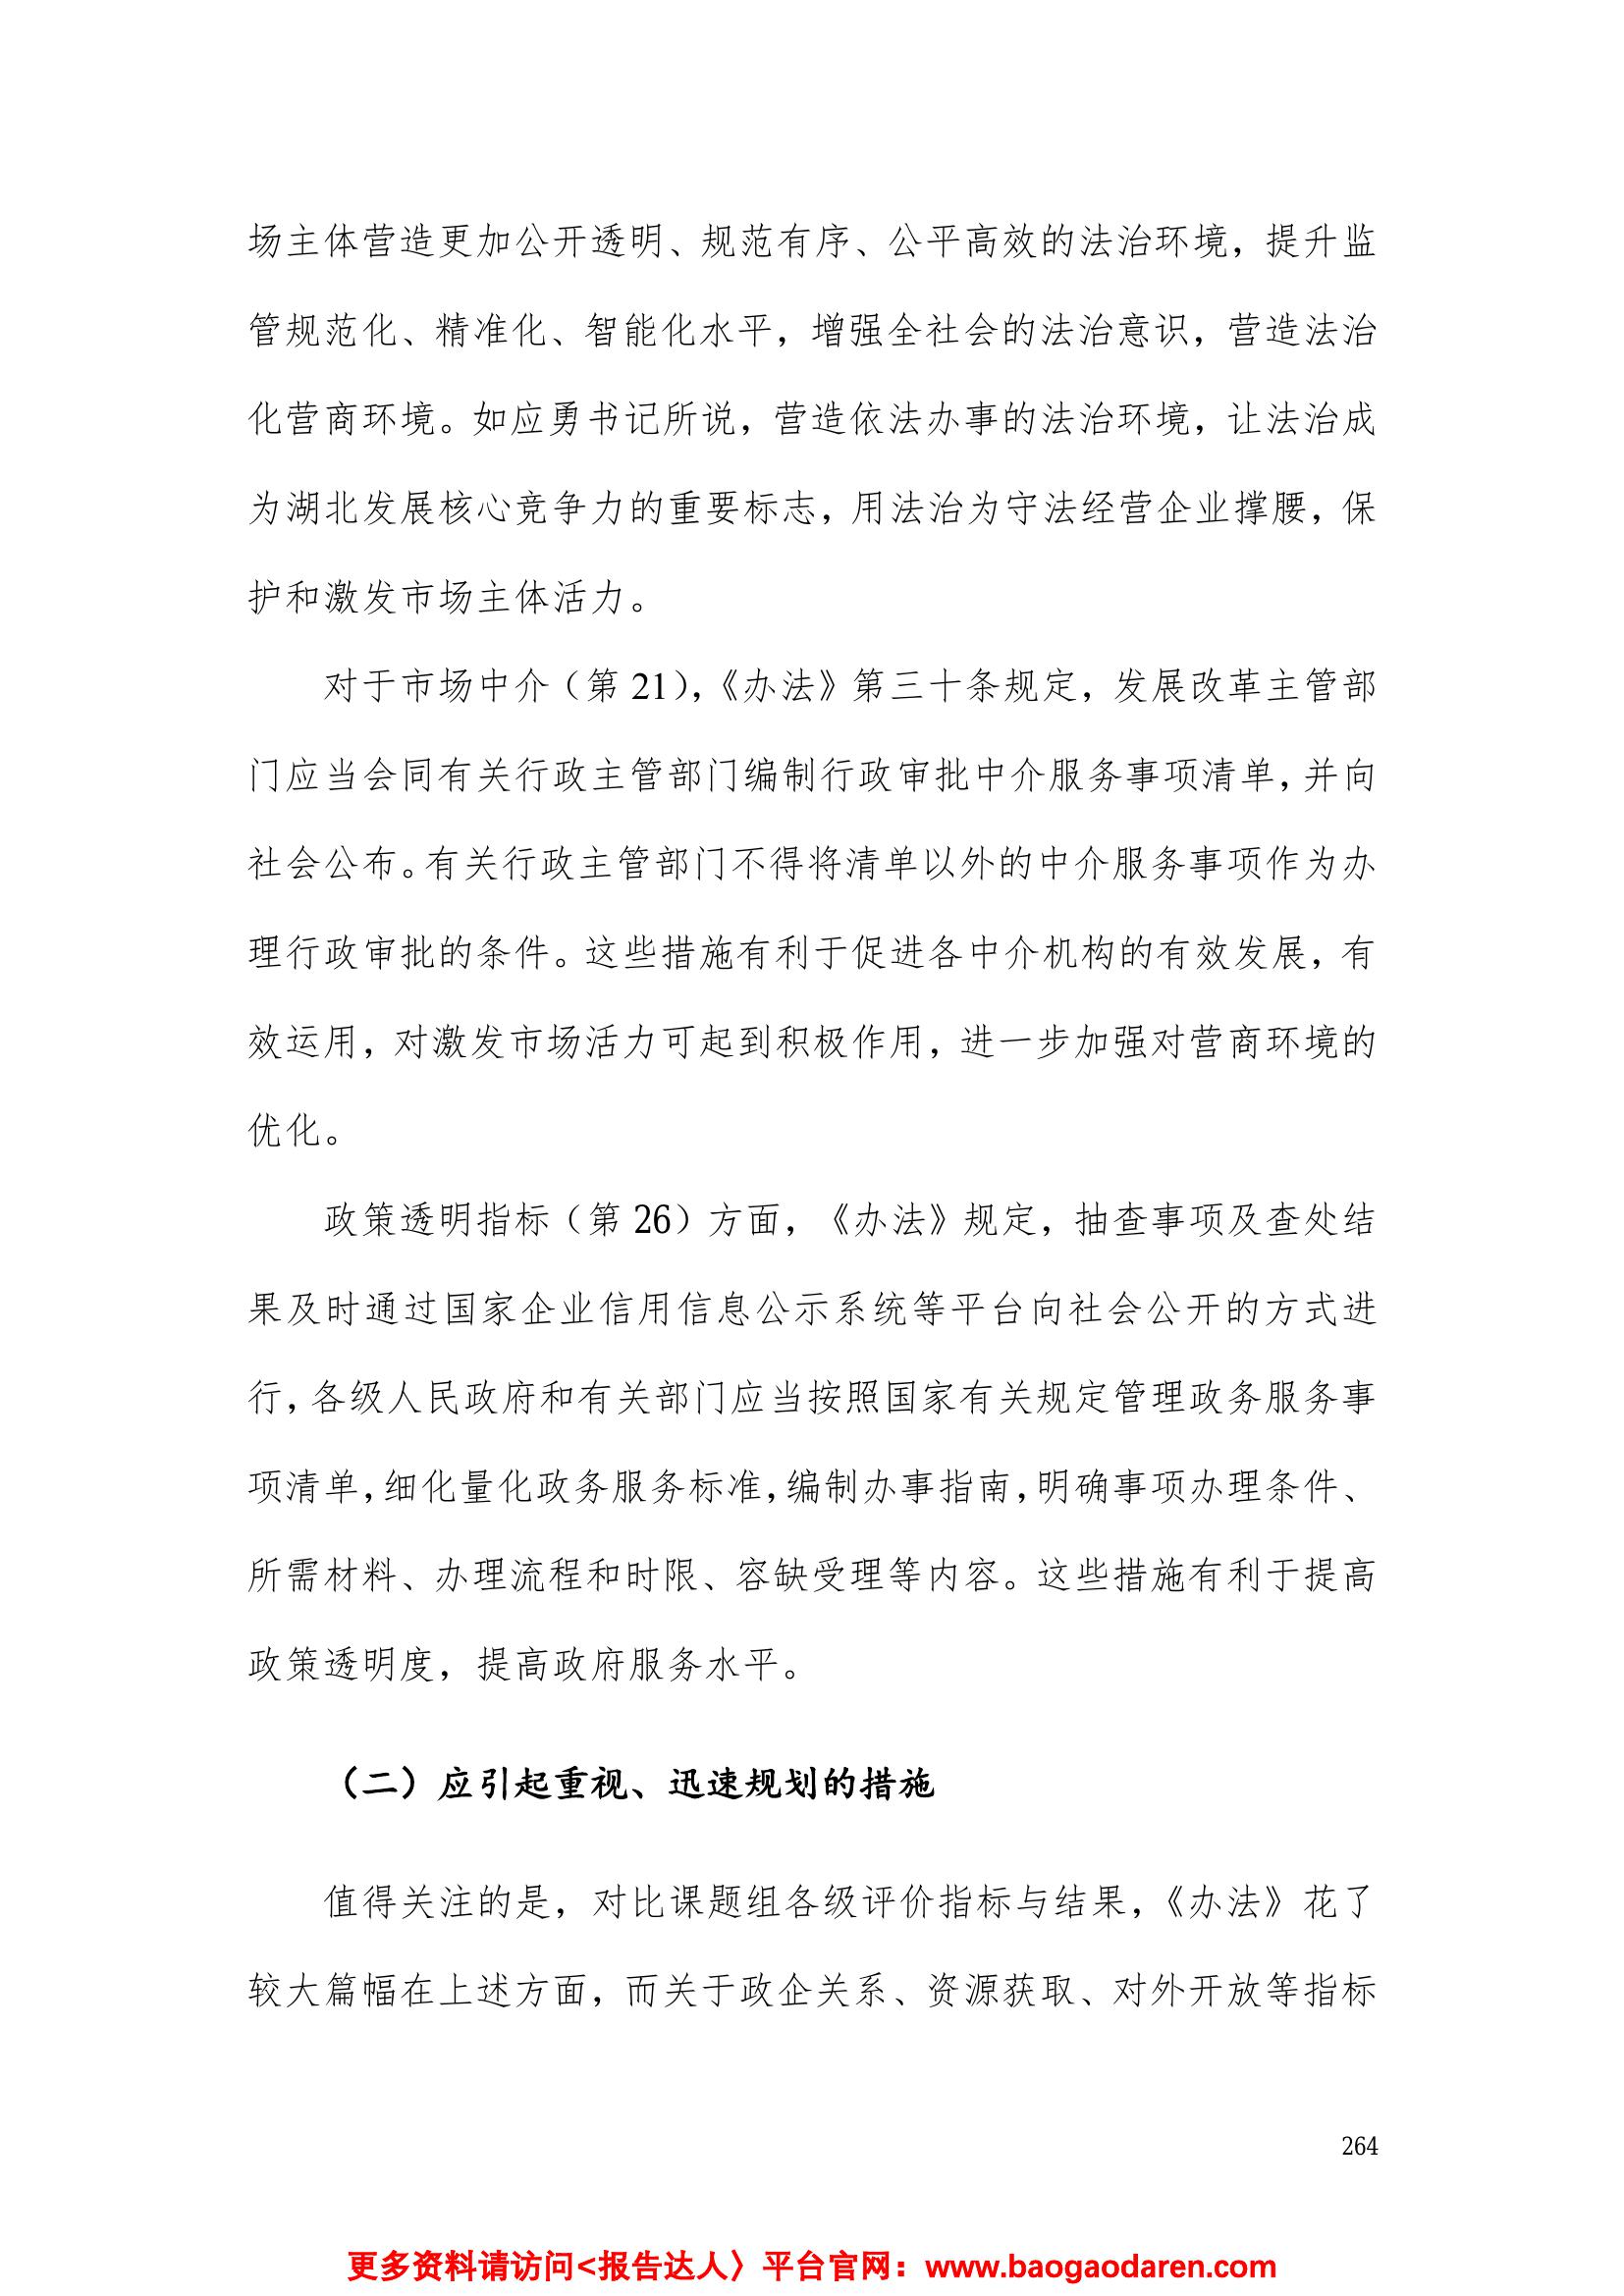 场主体营造更加公开透明、规范有序、公平高效的法治环境，提升监
管规范化、精准化、智能化水平，增强全社会的法治意识，营造法治
化营商环境。如应勇书记所说，营造依法办事的法治环境，让法治成
为湖北发展核心竞争力的重要标志，用法治为守法经营企业撑腰，保
护和激发市场主体活力。
对于市场中介（第 21），《办法》第三十条规定，发展改革主管部
门应当会同有关行政主管部门编制行政审批中介服务事项清单，并向
社会公布。有关行政主管部门不得将清单以外的中介服务事项作为办
理行政审批的条件。这些措施有利于促进各中介机构的有效发展，有
效运用，对激发市场活力可起到积极作用，进一步加强对营商环境的
优化。
政策透明指标（第 26）方面，《办法》规定，抽查事项及查处结
果及时通过国家企业信用信息公示系统等平台向社会公开的方式进
行，各级人民政府和有关部门应当按照国家有关规定管理政务服务事
项清单，细化量化政务服务标准，编制办事指南，明确事项办理条件、
所需材料、办理流程和时限、容缺受理等内容。这些措施有利于提高
政策透明度，提高政府服务水平。
（二）应引起重视、迅速规划的措施
值得关注的是，对比课题组各级评价指标与结果，《办法》花了
较大篇幅在上述方面，而关于政企关系、资源获取、对外开放等指标
264
更多资料请访问<报告达人〉平台官网：www.baogaodaren.com